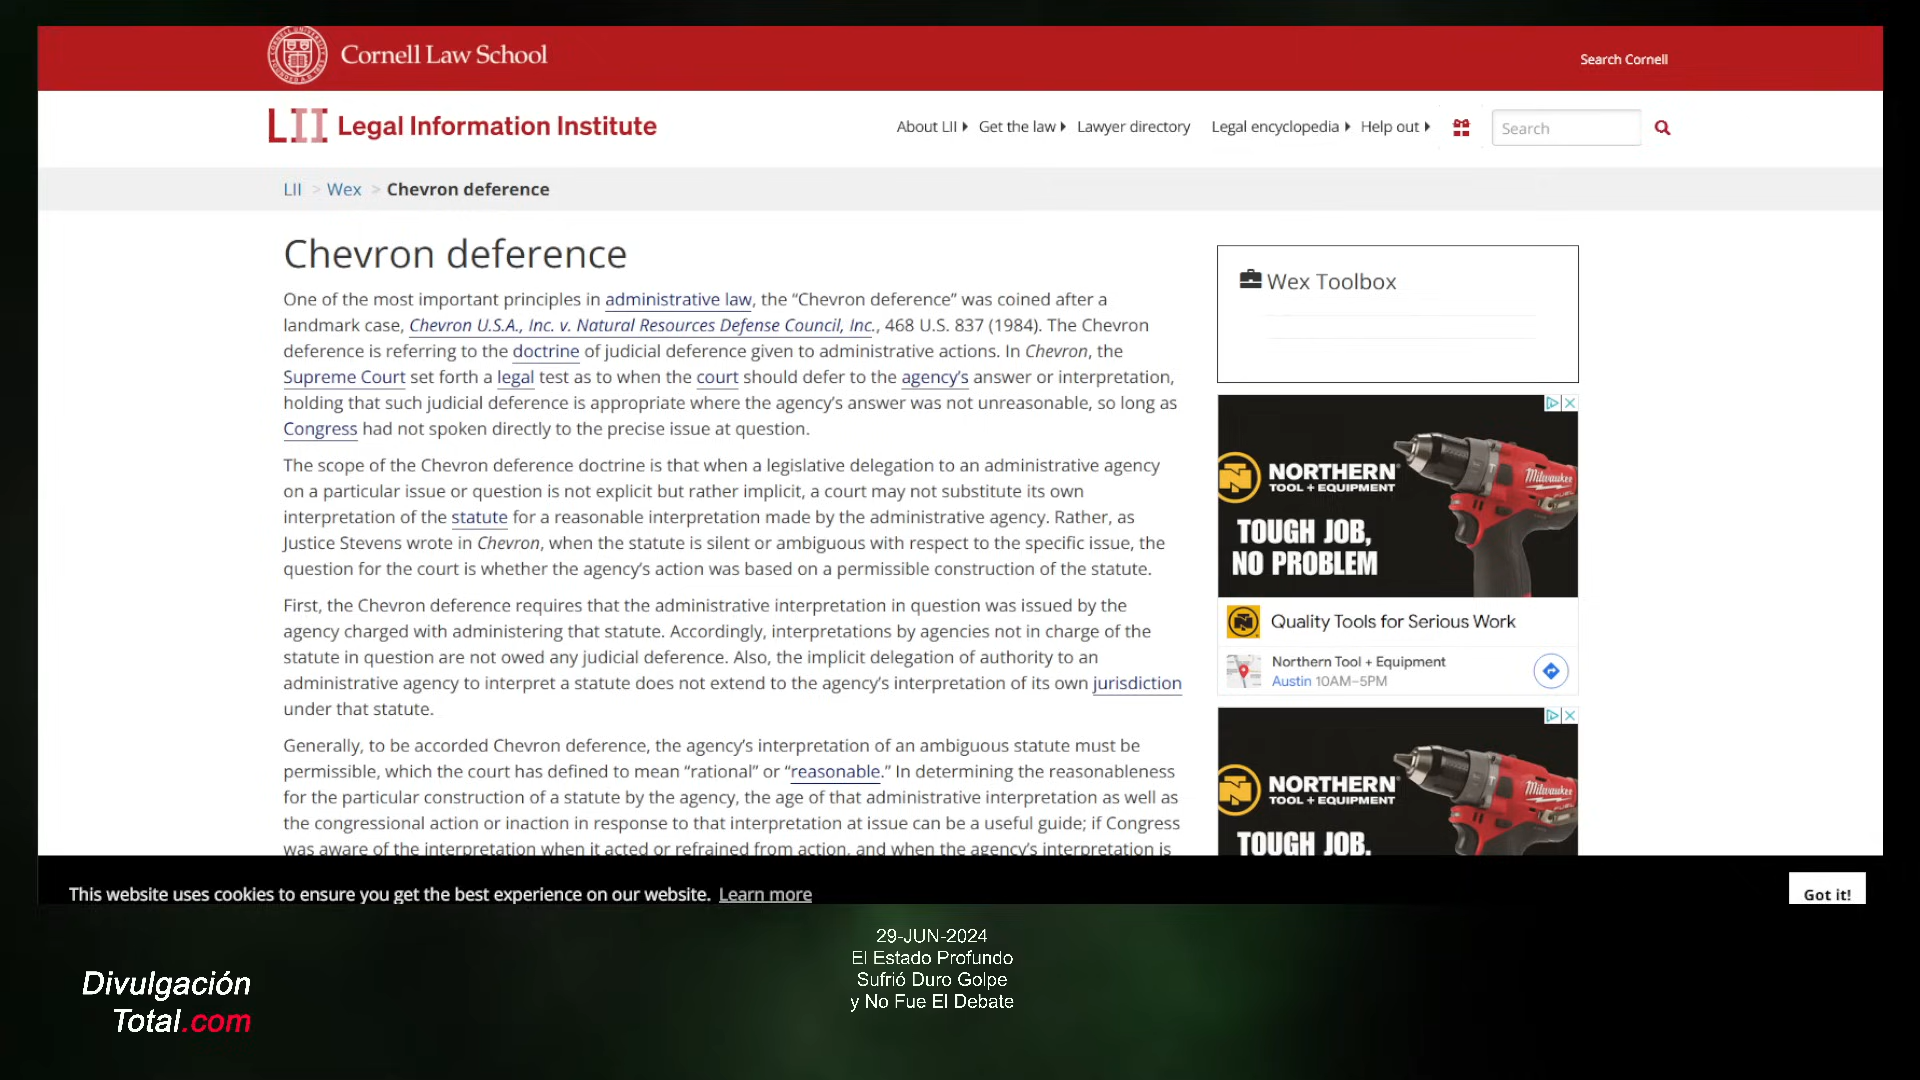 Cornell Law School
Search Cornell
LII Legal Information Institute
About LII Get the law Lawyer directory Legal encyclopedia Help out Search
LII > Wex > Chevron deference
Chevron deference
One of the most important principles in administrative law, the “Chevron deference” was coined after a
landmark case, Chevron U.S.A., Inc. v. Natural Resources Defense Council, Inc., 468 U.S. 837 (1984). The Chevron
deference is referring to the doctrine of judicial deference given to administrative actions. In Chevron, the
Supreme Court set forth a legal test as to when the court should defer to the agency’s answer or interpretation,
holding that such judicial deference is appropriate where the agency’s answer was not unreasonable, so long as
Congress had not spoken directly to the precise issue at question.
The scope of the Chevron deference doctrine is that when a legislative delegation to an administrative agency
on a particular issue or question is not explicit but rather implicit, a court may not substitute its own
interpretation of the statute for a reasonable interpretation made by the administrative agency. Rather, as
Justice Stevens wrote in Chevron, when the statute is silent or ambiguous with respect to the specific issue, the
question for the court is whether the agency’s action was based on a permissible construction of the statute.
First, the Chevron deference requires that the administrative interpretation in question was issued by the
agency charged with administering that statute. Accordingly, interpretations by agencies not in charge of the
statute in question are not owed any judicial deference. Also, the implicit delegation of authority to an
administrative agency to interpret a statute does not extend to the agency’s interpretation of its own jurisdiction
under that statute.
Generally, to be accorded Chevron deference, the agency’s interpretation of an ambiguous statute must be
permissible, which the court has defined to mean “rational” or “reasonable.” In determining the reasonableness
for the particular construction of a statute by the agency, the age of that administrative interpretation as well as
the congressional action or inaction in response to that interpretation at issue can be a useful guide; if Congress
was aware of the interpretation when it acted or refrained from action, and when the agency’s interpretation is
Wex Toolbox
NORTHERN
TOOL + EQUIPMENT
Milwaukee
TOUGH JOB,
NO PROBLEM
Quality Tools for Serious Work
Northern Tool + Equipment
Austin 10AM–5PM
NORTHERN
TOOL + EQUIPMENT
Milwaukee
TOUGH JOB,
This website uses cookies to ensure you get the best experience on our website. Learn more
Got it!
29-JUN-2024
El Estado Profundo
Sufrió Duro Golpe
y No Fue El Debate
Divulgación
Total.com